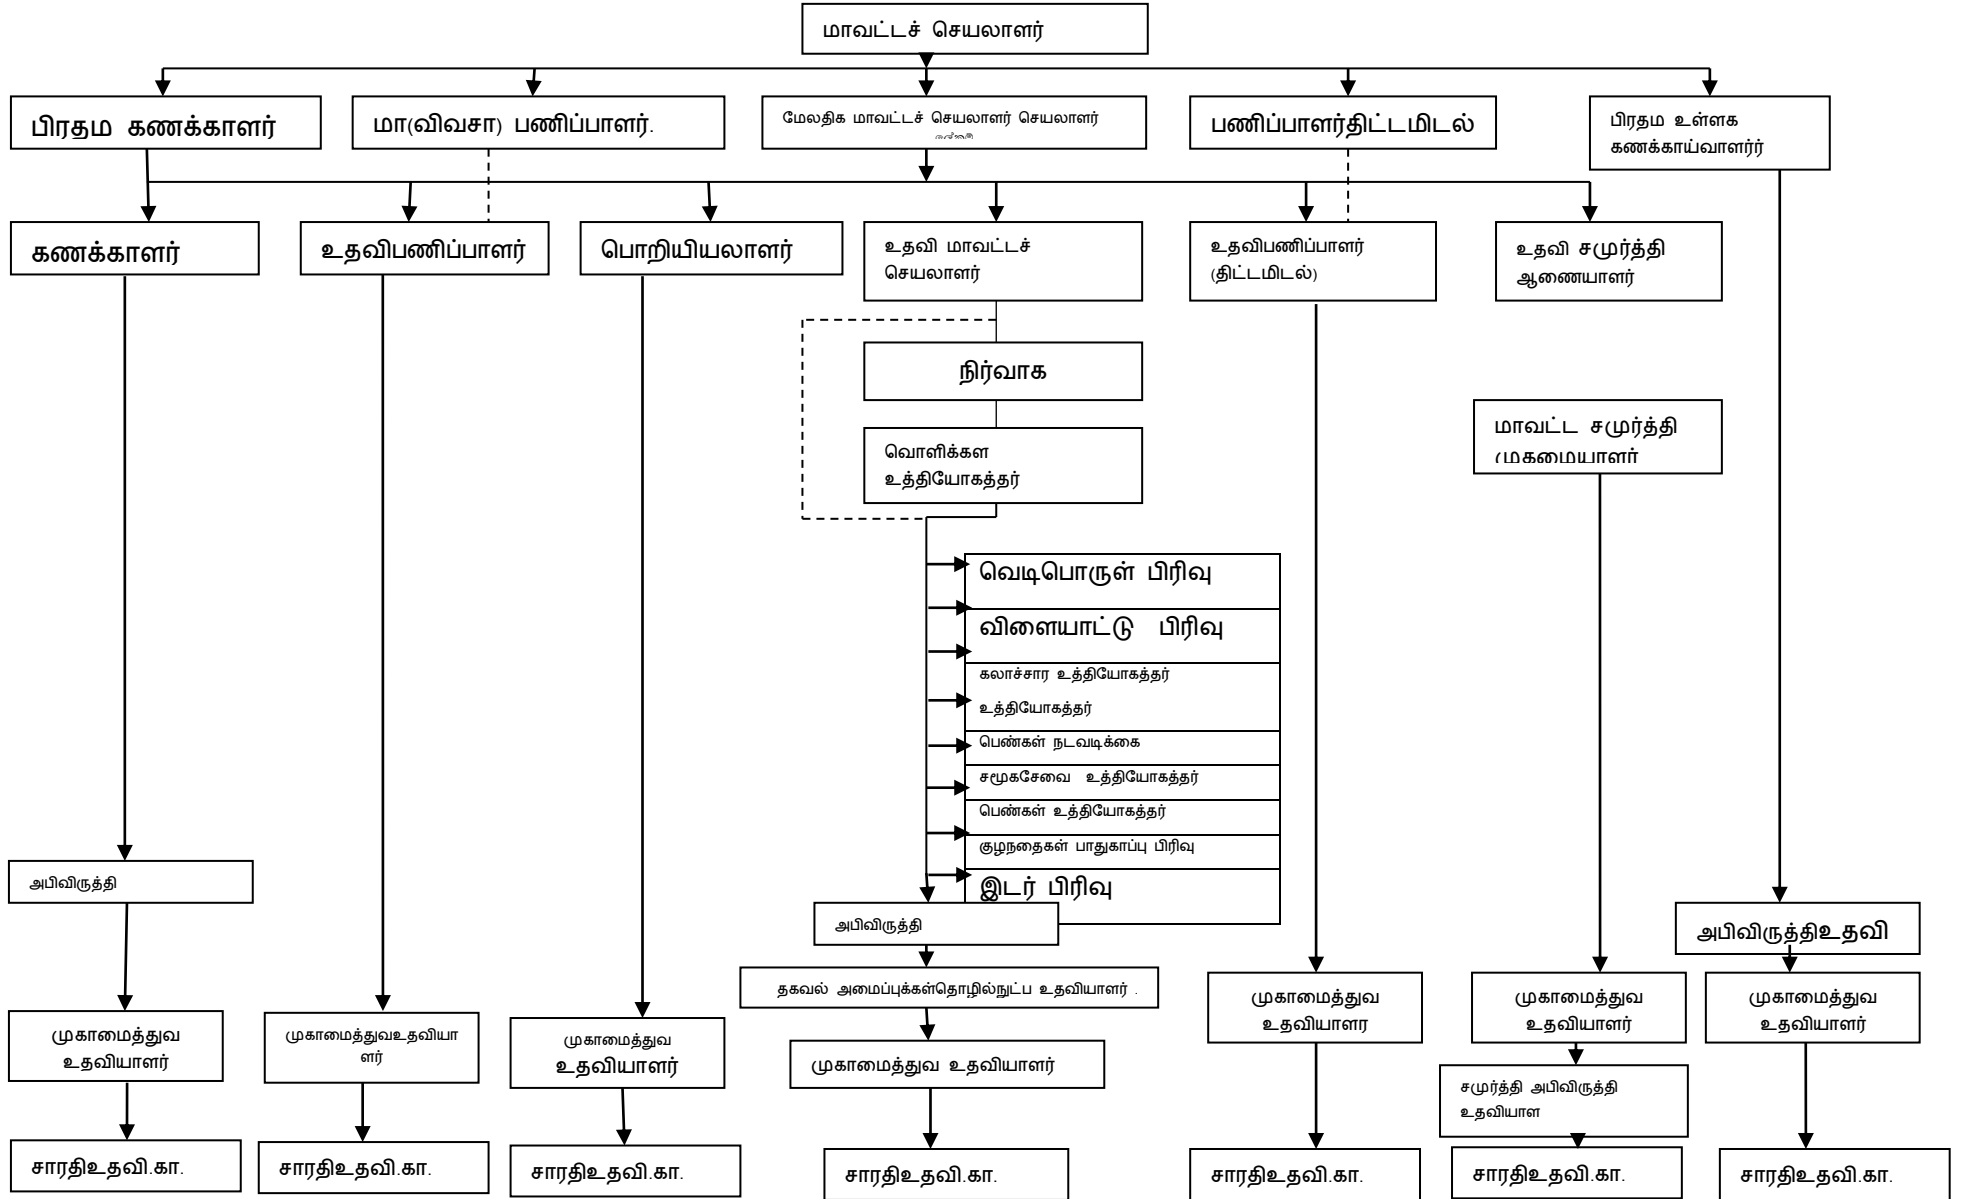 மாவட்டச் செயலாளர்
பிரதம கணக்காளர்
மா(விவசா) பணிப்பாளர்.
மேலதிக மாவட்டச் செயலாளர் செயலாளர்
பணிப்பாளர்திட்டமிடல்
பிரதம உள்ளக
கணக்காய்வாளர்ர்
கணக்காளர்
உதவிபணிப்பாளர்
பொறியியலாளர்
உதவி மாவட்டச்
செயலாளர்
உதவிபணிப்பாளர்
(திட்டமிடல்)
உதவி சமுர்த்தி
ஆணையாளர்
நிர்வாக
வொளிக்கள
உத்தியோகத்தர்
மாவட்ட சமுர்த்தி
முகமையாளர்
வெடிபொருள் பிரிவு
விளையாட்டு பிரிவு
கலாச்சார உத்தியோகத்தர்
உத்தியோகத்தர்
பெண்கள் நடவடிக்கை
சமூகசேவை உத்தியோகத்தர்
பெண்கள் உத்தியோகத்தர்
குழநதைகள் பாதுகாப்பு பிரிவு
இடர் பிரிவு
அபிவிருத்தி
அபிவிருத்தி
அபிவிருத்திஉதவி
தகவல் அமைப்புக்கள்தொழில்நுட்ப உதவியாளர் .
முகாமைத்துவ
உதவியாளர்
முகாமைத்துவஉதவியா
ளர்
முகாமைத்துவ
உதவியாளர்
முகாமைத்துவ உதவியாளர்
முகாமைத்துவ
உதவியாளர
முகாமைத்துவ
உதவியாளர்
முகாமைத்துவ
உதவியாளர்
சமுர்த்தி அபிவிருத்தி
உதவியாள
சாரதிஉதவி.கா.
சாரதிஉதவி.கா.
சாரதிஉதவி.கா.
சாரதிஉதவி.கா.
சாரதிஉதவி.கா.
சாரதிஉதவி.கா.
சாரதிஉதவி.கா.